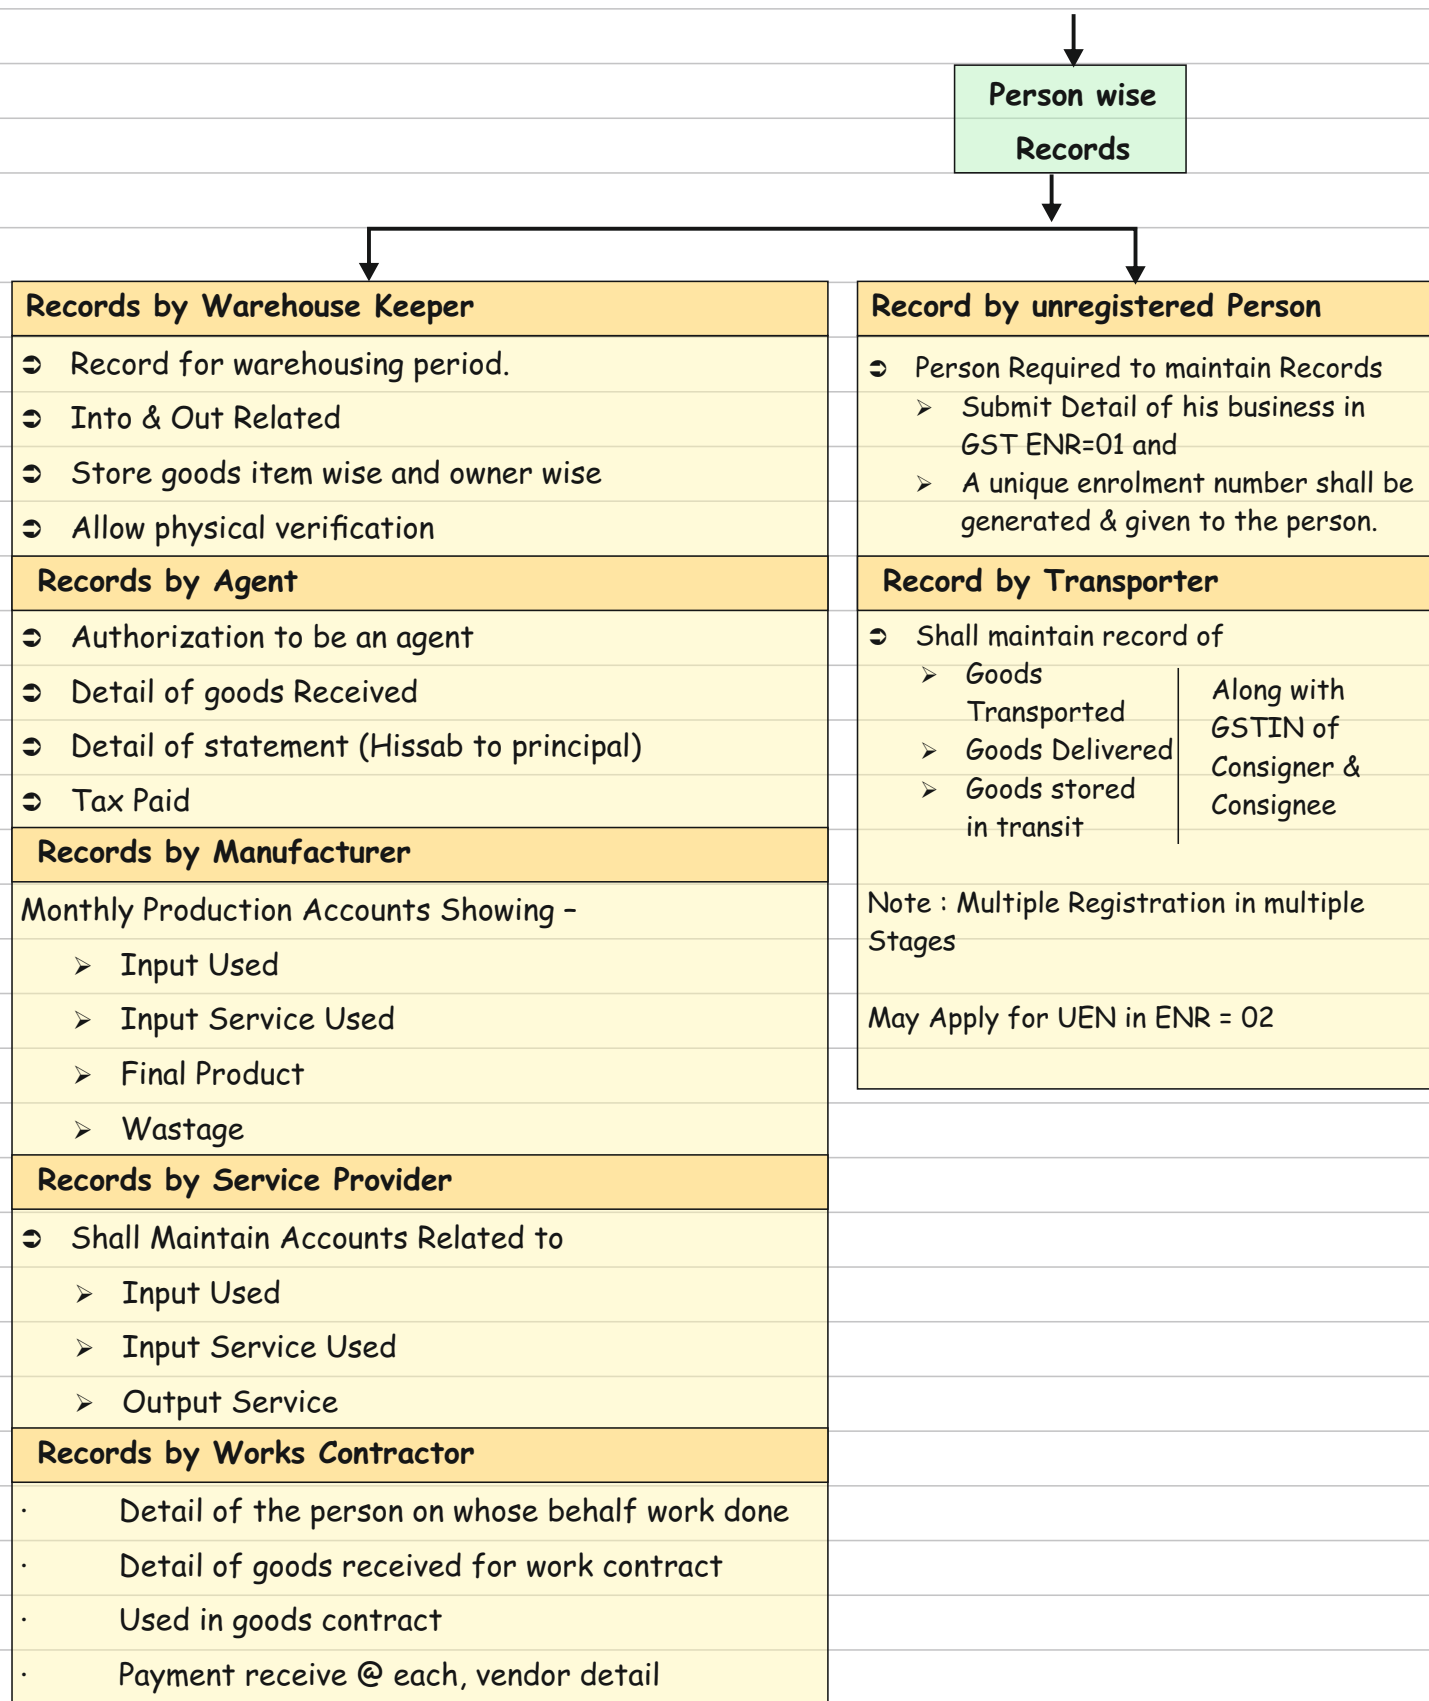 Person wise
Records
Records by Warehouse Keeper
➲ Record for warehousing period.
➲ Into & Out Related
➲ Store goods item wise and owner wise
➲ Allow physical verification
Records by Agent
➲ Authorization to be an agent
➲ Detail of goods Received
➲ Detail of statement (Hissab to principal)
➲ Tax Paid
Records by Manufacturer
Monthly Production Accounts Showing –
➢ Input Used
➢ Input Service Used
➢ Final Product
➢ Wastage
Records by Service Provider
➲ Shall Maintain Accounts Related to
➢ Input Used
➢ Input Service Used
➢ Output Service
Records by Works Contractor
· Detail of the person on whose behalf work done
· Detail of goods received for work contract
· Used in goods contract
· Payment receive @ each, vendor detail
Record by unregistered Person
➲ Person Required to maintain Records
➢ Submit Detail of his business in
GST ENR=01 and
➢ A unique enrolment number shall be
generated & given to the person.
Record by Transporter
➲ Shall maintain record of
➢ Goods
Transported
➢ Goods Delivered
➢ Goods stored
in transit
Along with
GSTIN of
Consigner &
Consignee
Note : Multiple Registration in multiple
Stages
May Apply for UEN in ENR = 02